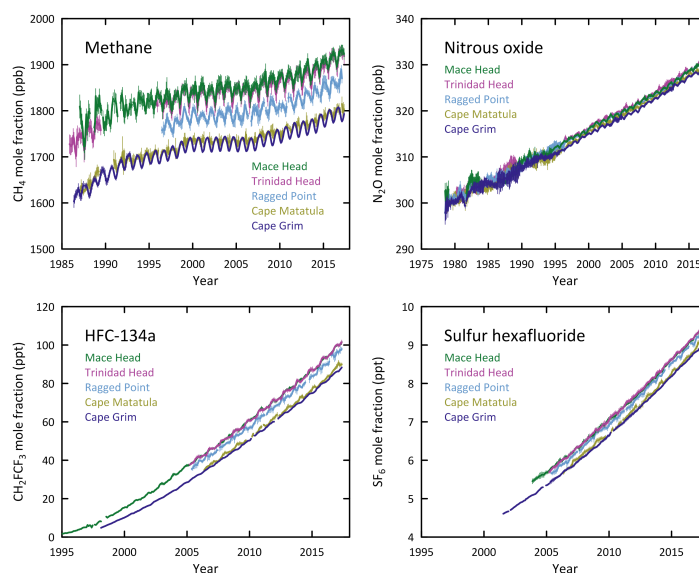 Methane
CH4 mole fraction (ppb)
2000
1900
1800
1700
1600
1500
Mace Head
Trinidad Head
Ragged Point
Cape Matatula
Cape Grim
1985 1990 1995 2000 2005 2010 2015
Year
Nitrous oxide
N2O mole fraction (ppb)
340
330
320
310
300
290
Mace Head
Trinidad Head
Ragged Point
Cape Matatula
Cape Grim
1975 1980 1985 1990 1995 2000 2005 2010 2015
Year
HFC-134a
CH2FCF3 mole fraction (ppt)
120
100
80
60
40
20
0
Mace Head
Trinidad Head
Ragged Point
Cape Matatula
Cape Grim
1995 2000 2005 2010 2015
Year
Sulfur hexafluoride
SF6 mole fraction (ppt)
10
9
8
7
6
5
4
Mace Head
Trinidad Head
Ragged Point
Cape Matatula
Cape Grim
1995 2000 2005 2010 2015
Year